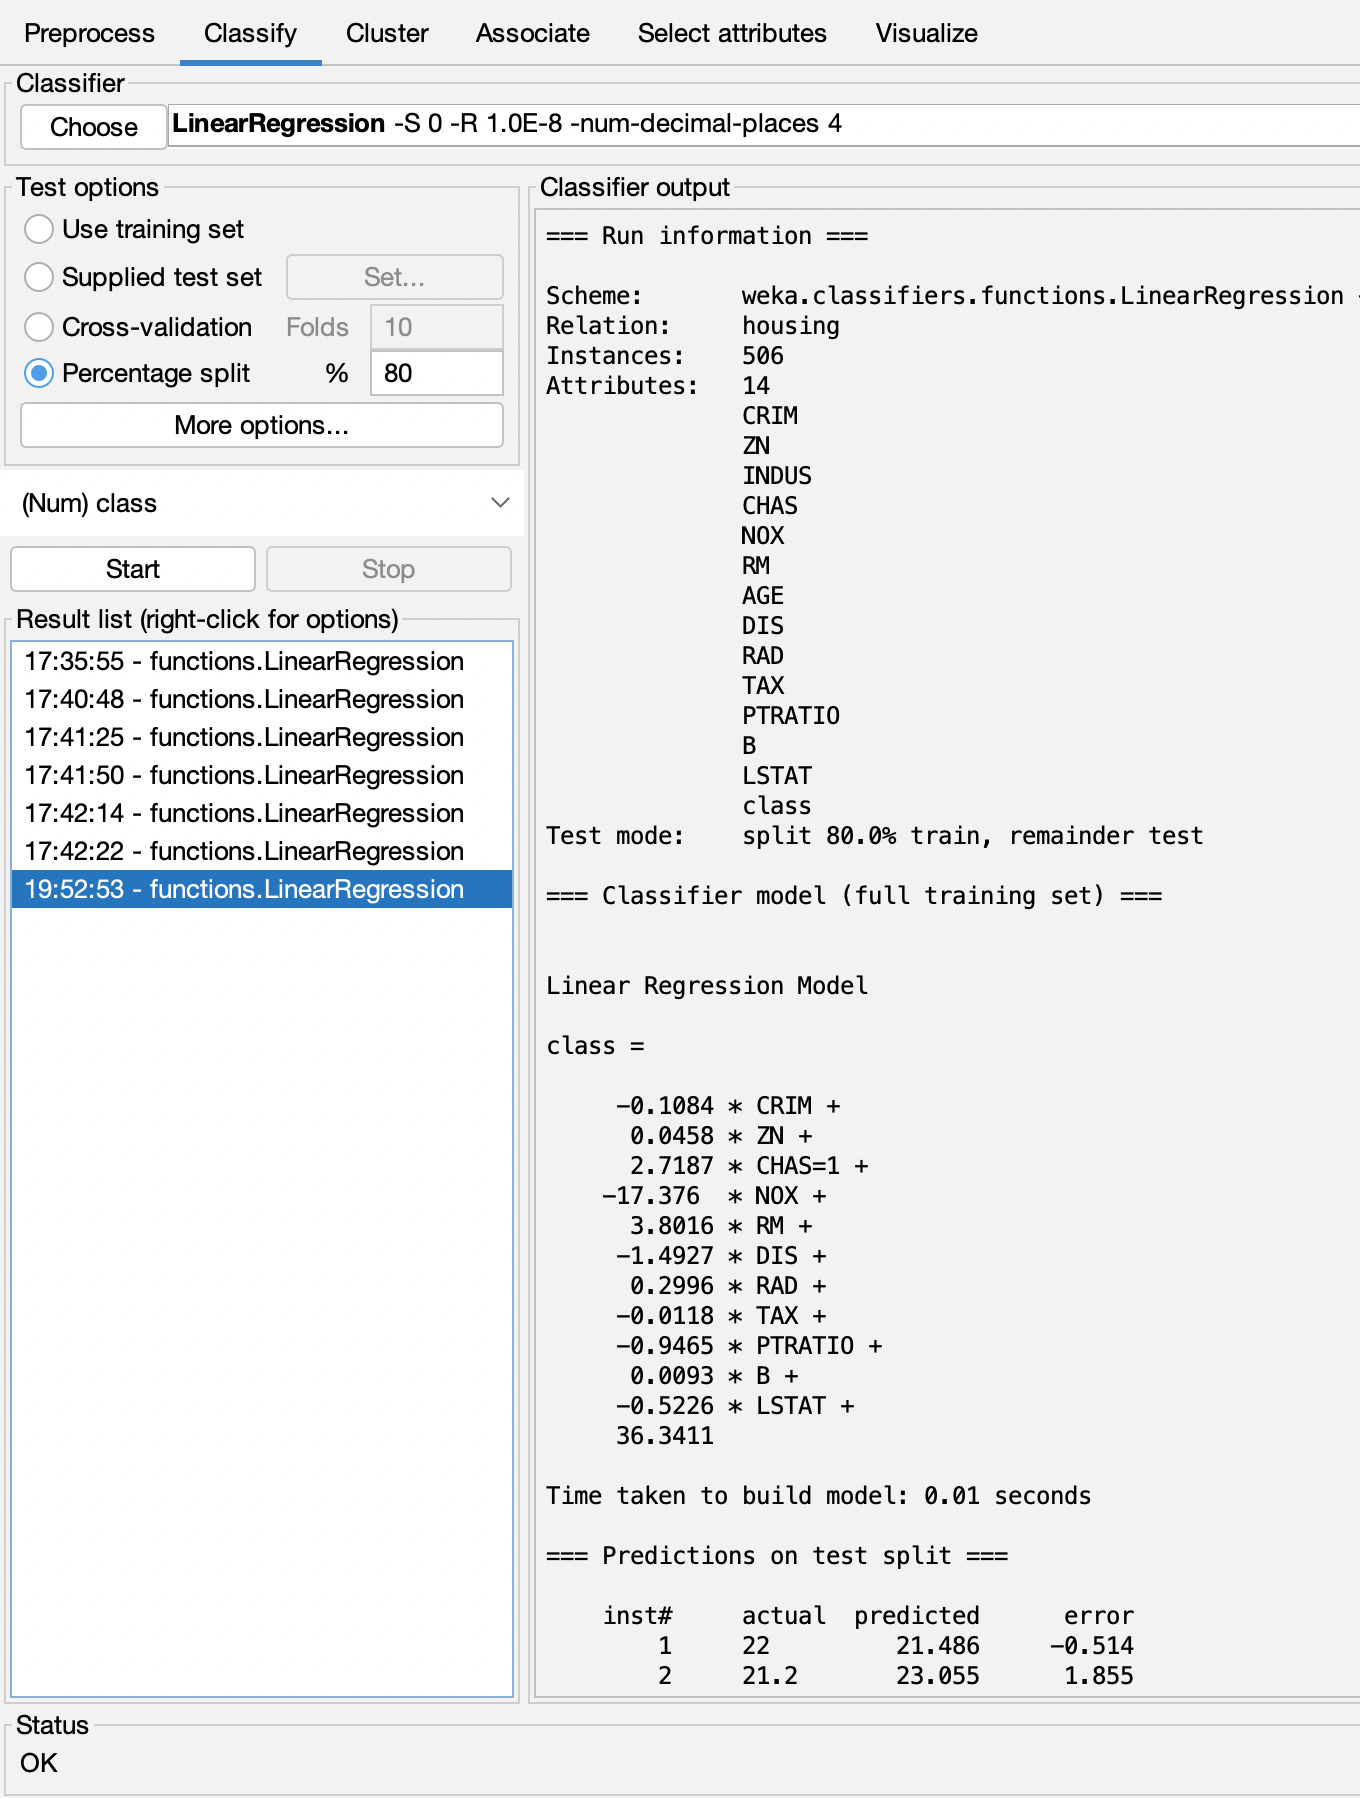 Preprocess Classify Cluster Associate Select attributes Visualize
Classifier
Choose LinearRegression -S 0 -R 1.0E-8 -num-decimal-places 4
Test options
Use training set
Supplied test set Set...
Cross-validation Folds 10
Percentage split % 80
More options...
(Num) class
Start Stop
Result list (right-click for options)
17:35:55 - functions.LinearRegression
17:40:48 - functions.LinearRegression
17:41:25 - functions.LinearRegression
17:41:50 - functions.LinearRegression
17:42:14 - functions.LinearRegression
17:42:22 - functions.LinearRegression
19:52:53 - functions.LinearRegression
Classifier output
=== Run information ===
Scheme: weka.classifiers.functions.LinearRegression
Relation: housing
Instances: 506
Attributes: 14
CRIM
ZN
INDUS
CHAS
NOX
RM
AGE
DIS
RAD
TAX
PTRATIO
B
LSTAT
class
Test mode: split 80.0% train, remainder test
=== Classifier model (full training set) ===
Linear Regression Model
class =
-0.1084 * CRIM +
0.0458 * ZN +
2.7187 * CHAS=1 +
-17.376 * NOX +
3.8016 * RM +
-1.4927 * DIS +
0.2996 * RAD +
-0.0118 * TAX +
-0.9465 * PTRATIO +
0.0093 * B +
-0.5226 * LSTAT +
36.3411
Time taken to build model: 0.01 seconds
=== Predictions on test split ===
inst# actual predicted error
1 22 21.486 -0.514
2 21.2 23.055 1.855
Status
OK